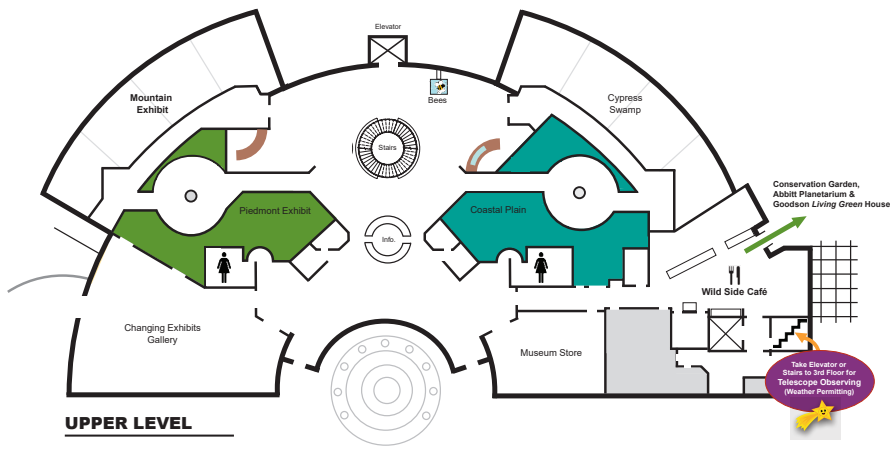 Elevator
Bees
Mountain
Exhibit
Cypress
Swamp
Stairs
Piedmont Exhibit
Coastal Plain
Info.
Conservation Garden,
Abbitt Planetarium &
Goodson Living Green House
Wild Side Café
Changing Exhibits
Gallery
Museum Store
Take Elevator or
Stairs to 3rd Floor for
Telescope Observing
(Weather Permitting)
UPPER LEVEL